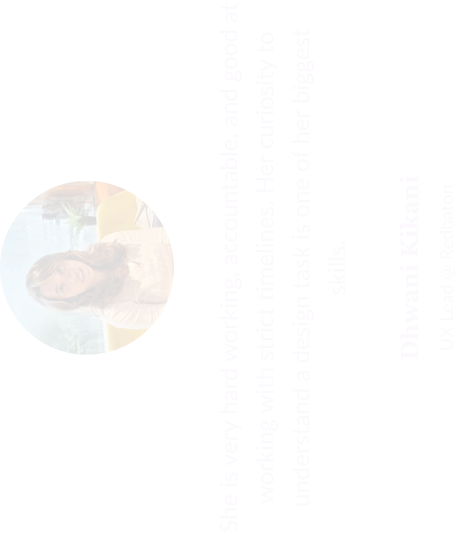 She is very hard working, accountable, and good at
working with strict timelines. Her curiosity to
understand a design task is one of her biggest
skills.
Dhwani Kikani
UX Lead @ Rediffmail